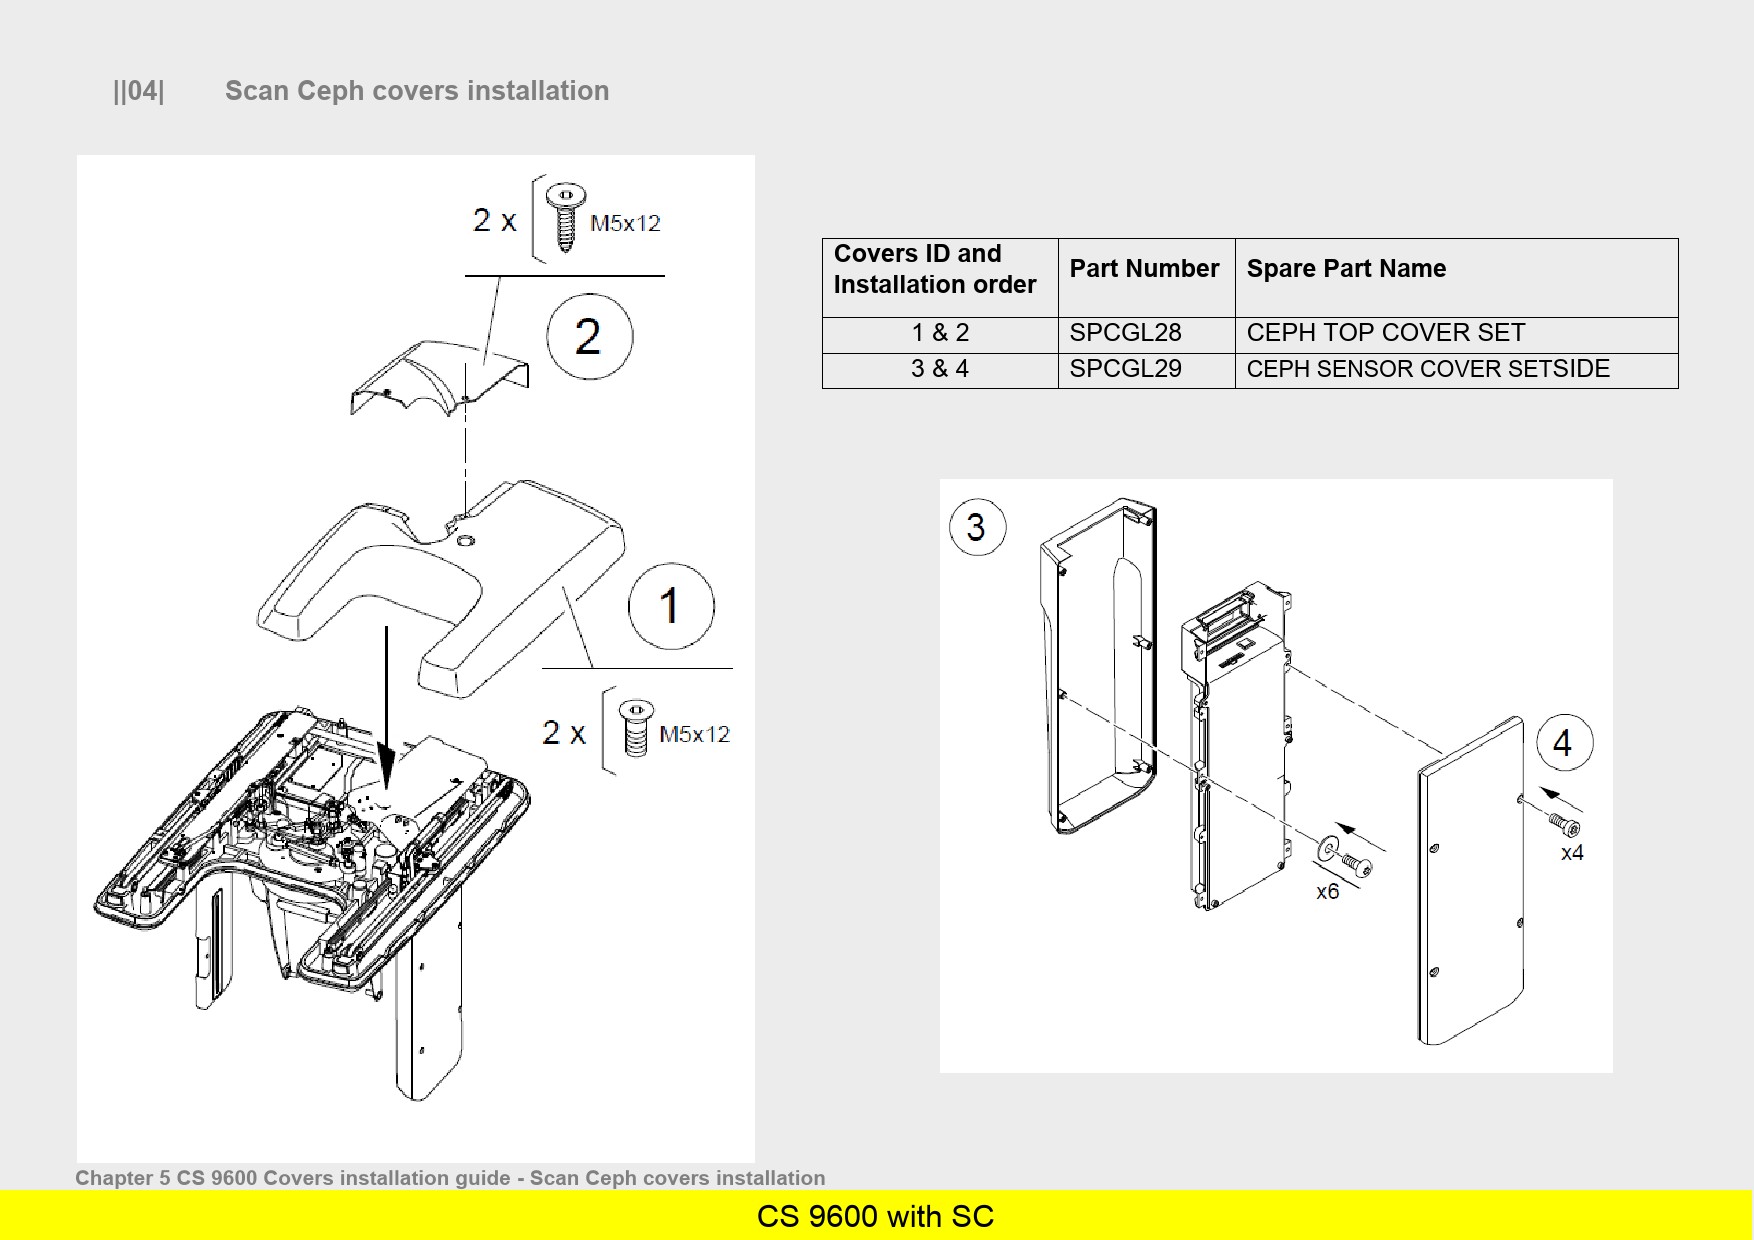 ||04| Scan Ceph covers installation
2 x M5x12
2
1
2 x M5x12
Covers ID and Installation order Part Number Spare Part Name
1 & 2 SPCGL28 CEPH TOP COVER SET
3 & 4 SPCGL29 CEPH SENSOR COVER SETSIDE
3
4
x4
x6
Chapter 5 CS 9600 Covers installation guide - Scan Ceph covers installation
CS 9600 with SC